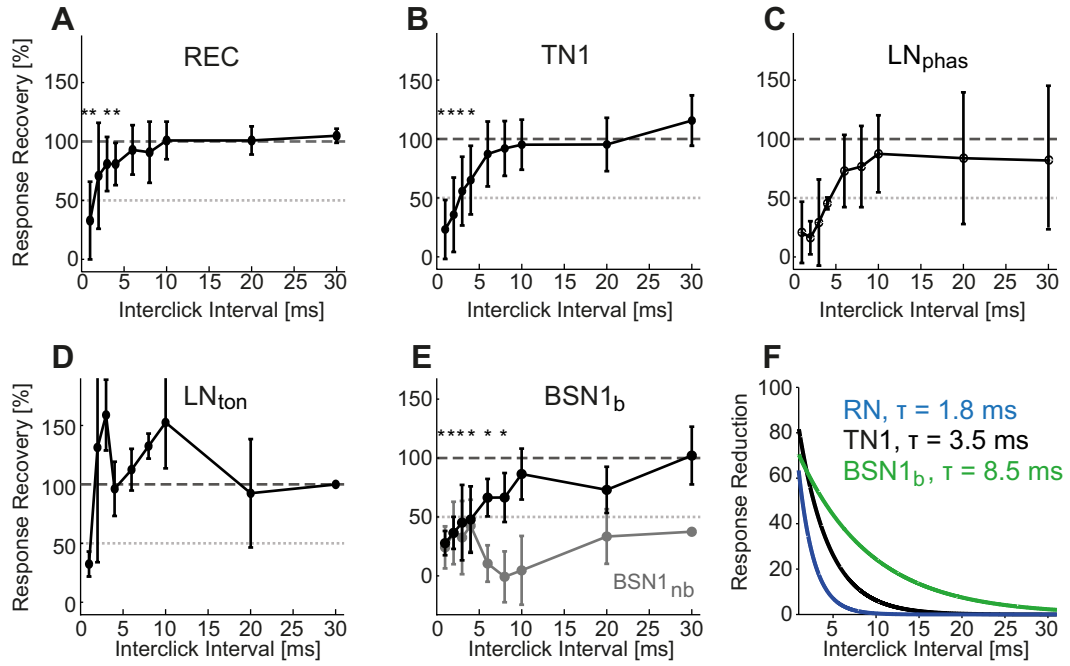 A
REC
Response Recovery [%]
150
100
50
0
** **
0 5 10 15 20 25 30
Interclick Interval [ms]
B
TN1
150
100
50
0
****
0 5 10 15 20 25 30
Interclick Interval [ms]
C
LNphas
150
100
50
0
0 5 10 15 20 25 30
Interclick Interval [ms]
D
LNton
Response Recovery [%]
150
100
50
0
0 5 10 15 20 25 30
Interclick Interval [ms]
E
BSN1b
150
100
50
0
**** * *
BSN1nb
0 5 10 15 20 25 30
Interclick Interval [ms]
F
Response Reduction
100
80
60
40
20
0
RN, τ = 1.8 ms
TN1, τ = 3.5 ms
BSN1b, τ = 8.5 ms
0 5 10 15 20 25 30
Interclick Interval [ms]